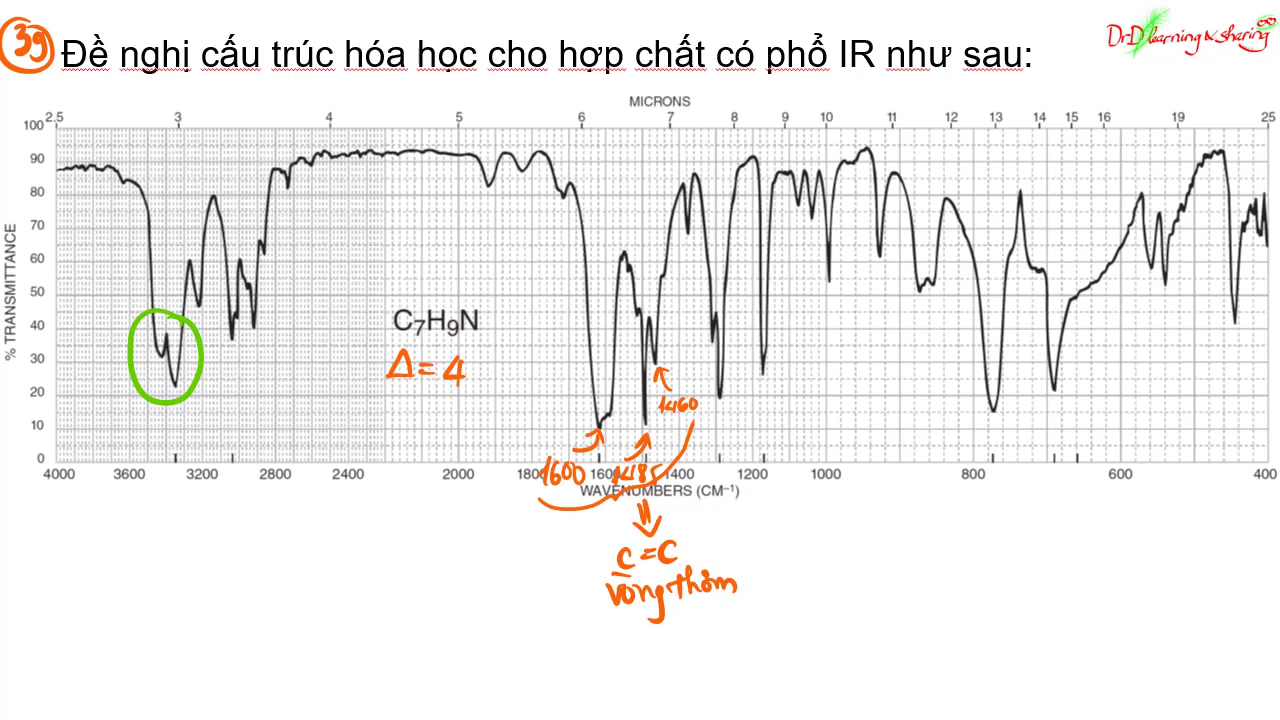 39 Đề nghị cấu trúc hóa học cho hợp chất có phổ IR như sau:
Dr.D learning & sharing
MICRONS
2.5 3 4 5 6 7 8 9 10 11 12 13 14 15 16 19 25
% TRANSMITTANCE
100
90
80
70
60
50
40
30
20
10
0
C7H9N
Δ = 4
1460
4000 3600 3200 2800 2400 2000 1800 1600 1400 1200 1000 800 600 400
1600 1485
WAVENUMBERS (CM⁻¹)
C=C
vòng thơm